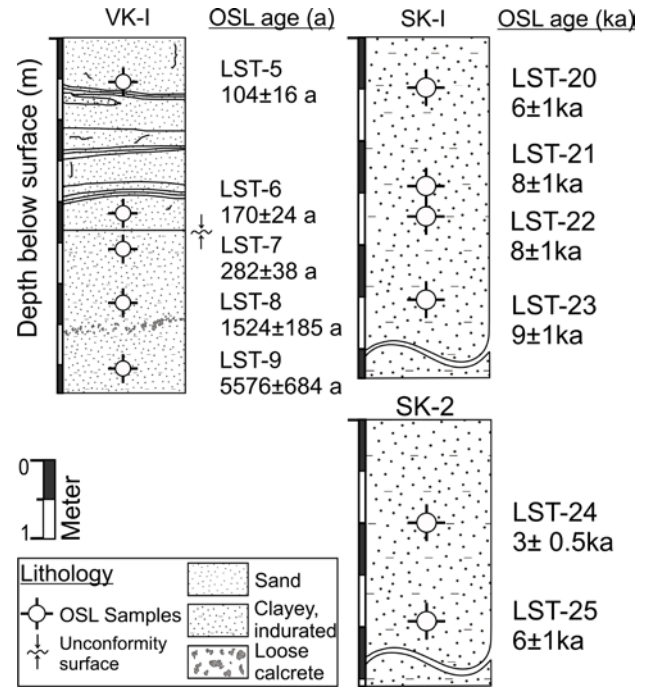 VK-I
OSL age (a)
Depth below surface (m)
LST-5
104±16 a
LST-6
170±24 a
LST-7
282±38 a
LST-8
1524±185 a
LST-9
5576±684 a
SK-I
OSL age (ka)
LST-20
6±1ka
LST-21
8±1ka
LST-22
8±1ka
LST-23
9±1ka
SK-2
LST-24
3± 0.5ka
LST-25
6±1ka
0
1
Meter
Lithology
OSL Samples
Unconformity
surface
Sand
Clayey,
indurated
Loose
calcrete